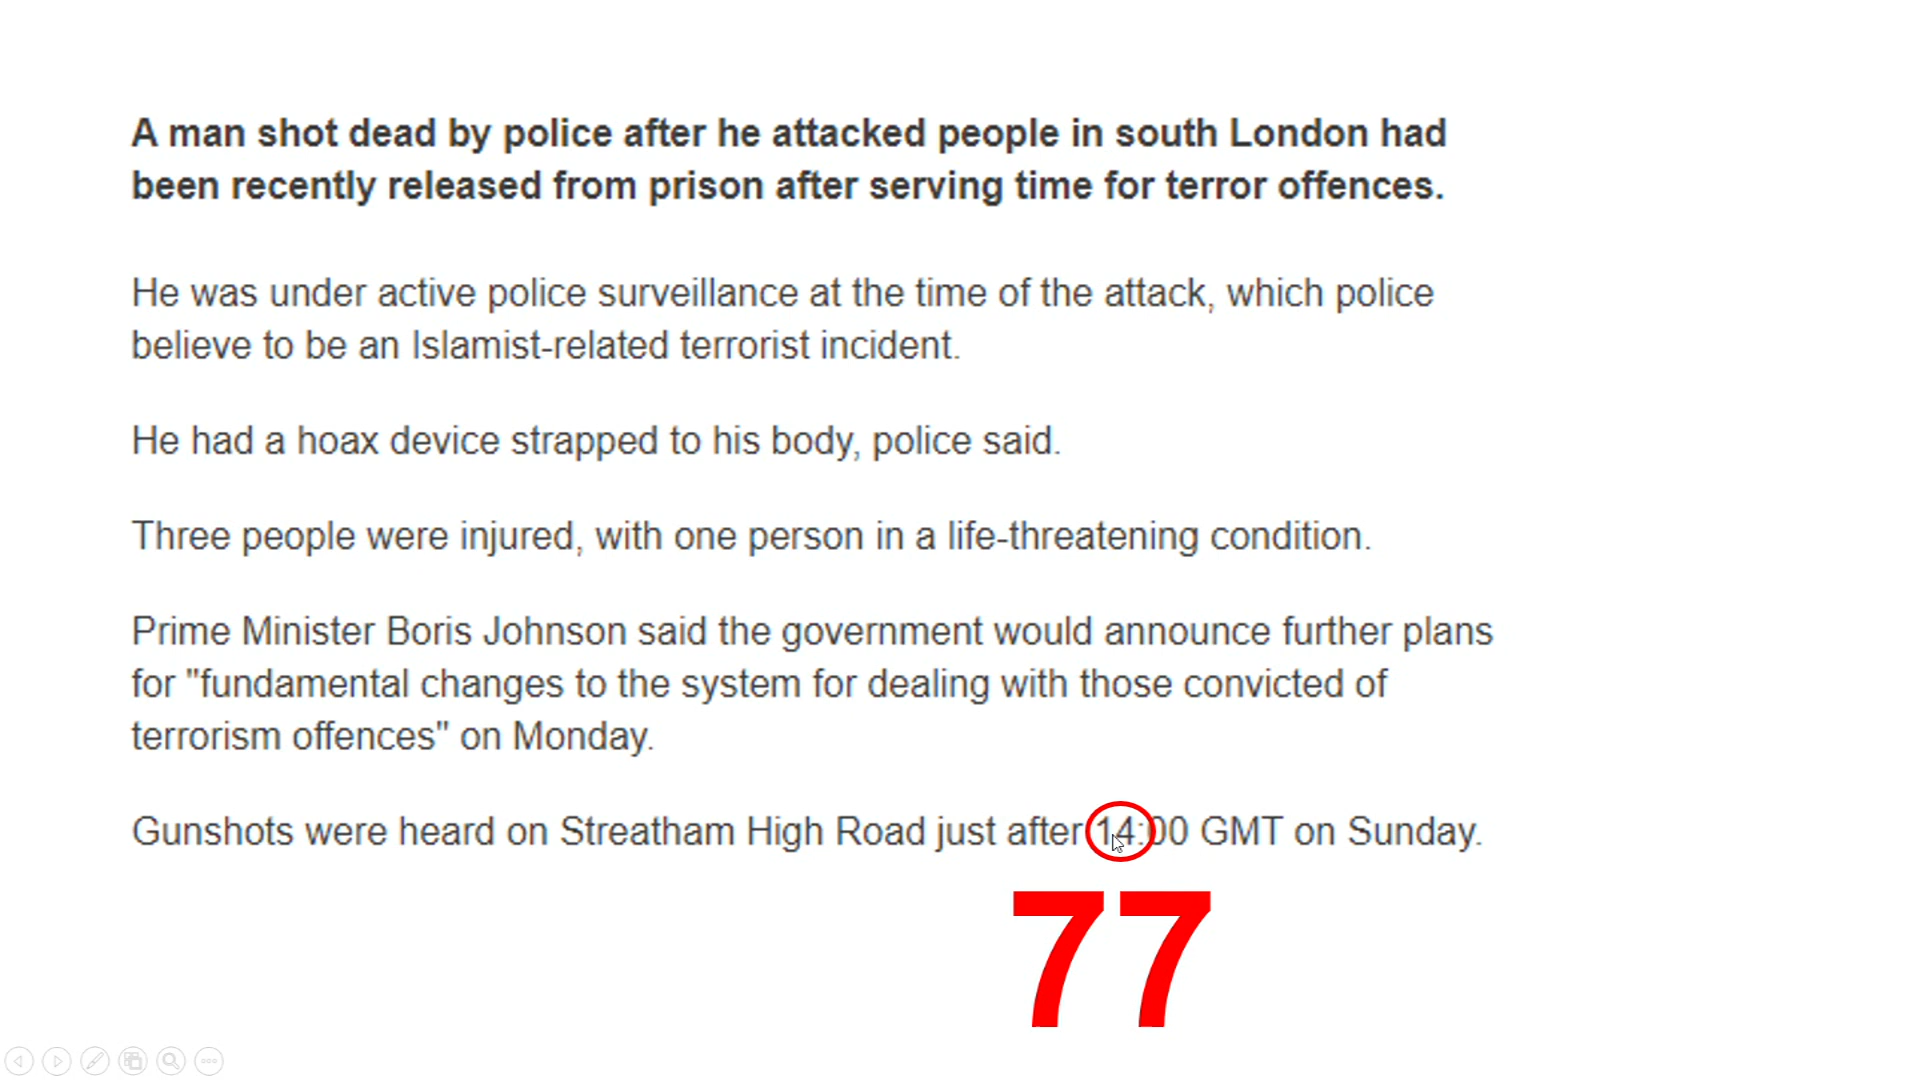 A man shot dead by police after he attacked people in south London had
been recently released from prison after serving time for terror offences.
He was under active police surveillance at the time of the attack, which police
believe to be an Islamist-related terrorist incident.
He had a hoax device strapped to his body, police said.
Three people were injured, with one person in a life-threatening condition.
Prime Minister Boris Johnson said the government would announce further plans
for "fundamental changes to the system for dealing with those convicted of
terrorism offences" on Monday.
Gunshots were heard on Streatham High Road just after 14:00 GMT on Sunday.
77